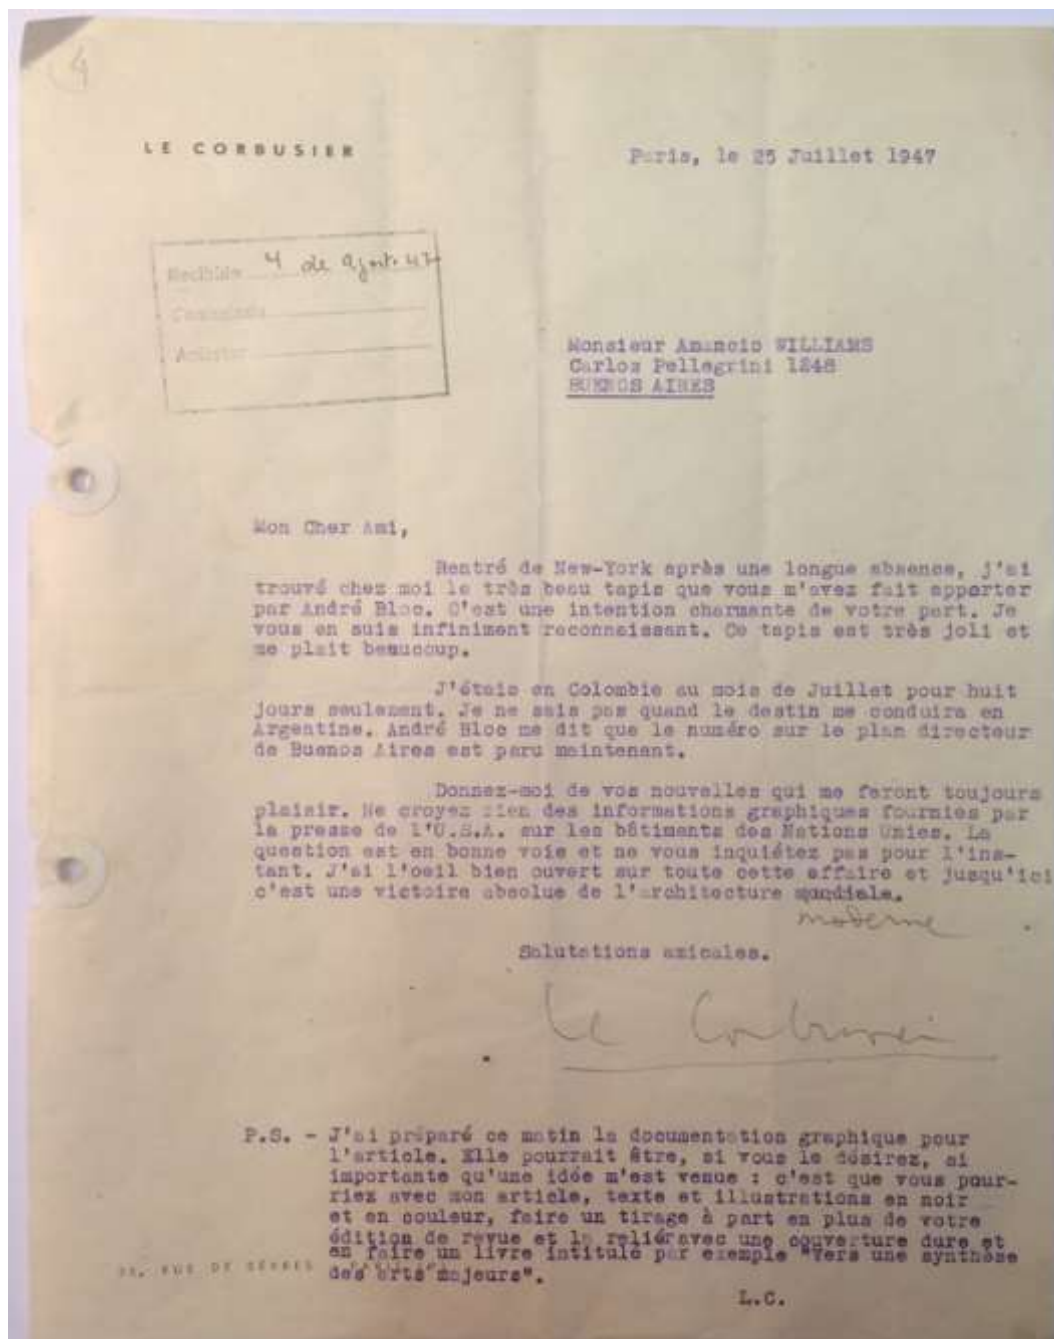 4
LE CORBUSIER
Paris, le 25 Juillet 1947
Recibido 4 de agost. 47
Contestado
Archivar
Monsieur Amancio WILLIAMS
Carlos Pellegrini 1248
BUENOS AIRES
Mon Cher Ami,
Rentré de New-York après une longue absence, j'ai
trouvé chez moi le très beau tapis que vous m'avez fait apporter
par André Bloc. C'est une intention charmante de votre part. Je
vous en suis infiniment reconnaissant. Ce tapis est très joli et
me plait beaucoup.
J'étais en Colombie au mois de Juillet pour huit
jours seulement. Je ne sais pas quand le destin me conduira en
Argentine. André Bloc me dit que le numéro sur le plan directeur
de Buenos Aires est paru maintenant.
Donnez-moi de vos nouvelles qui me feront toujours
plaisir. Ne croyez rien des informations graphiques fournies par
la presse de l'U.S.A. sur les bâtiments des Nations Unies. La
question est en bonne voie et ne vous inquiétez pas pour l'ins-
tant. J'ai l'oeil bien ouvert sur toute cette affaire et jusqu'ici
c'est une victoire absolue de l'architecture mondiale.
moderne
Salutations amicales.
Le Corbusier
P.S. - J'ai préparé ce matin la documentation graphique pour
l'article. Elle pourrait être, si vous le désirez, si
importante qu'une idée m'est venue : c'est que vous pour-
riez avec mon article, texte et illustrations en noir
et en couleur, faire un tirage à part en plus de votre
édition de revue et le relieravec une couverture dure et
en faire un livre intitulé par exemple "Vers une synthèse
des arts majeurs".
35, RUE DE SÈVRES
L.C.